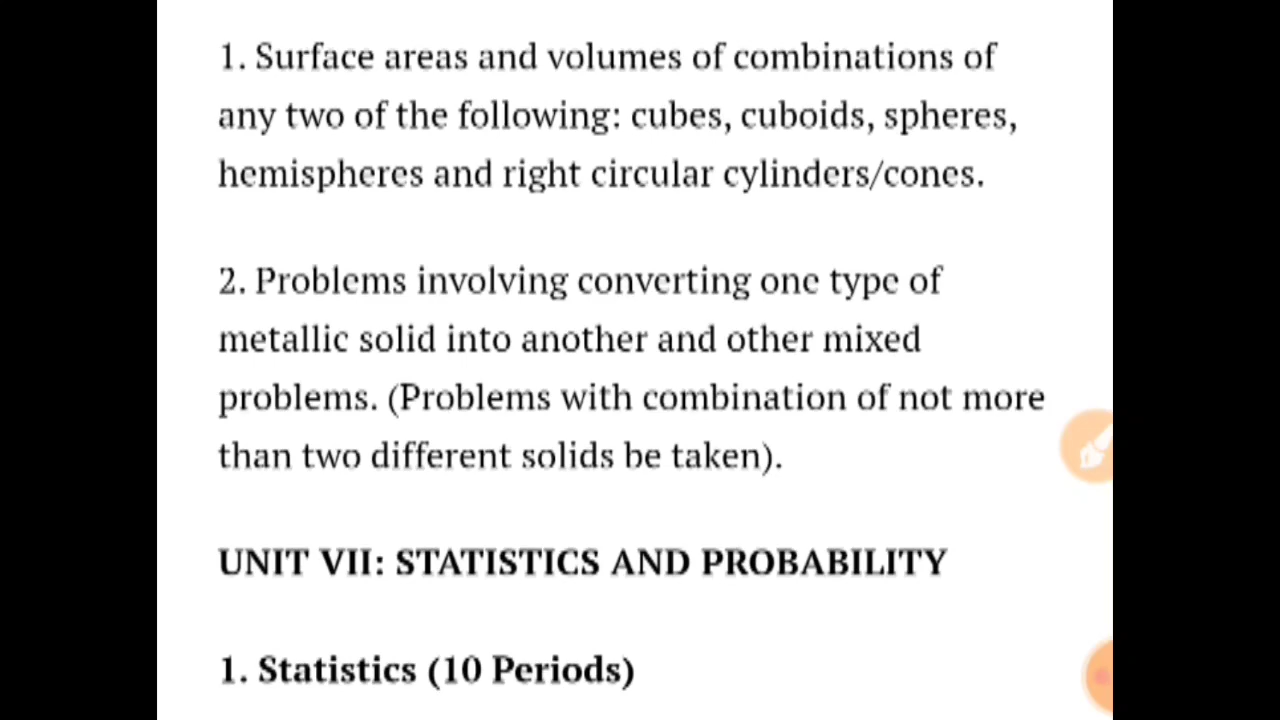 1. Surface areas and volumes of combinations of
any two of the following: cubes, cuboids, spheres,
hemispheres and right circular cylinders/cones.
2. Problems involving converting one type of
metallic solid into another and other mixed
problems. (Problems with combination of not more
than two different solids be taken).
UNIT VII: STATISTICS AND PROBABILITY
1. Statistics (10 Periods)